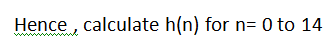 Hence , calculate h(n) for n= 0 to 14